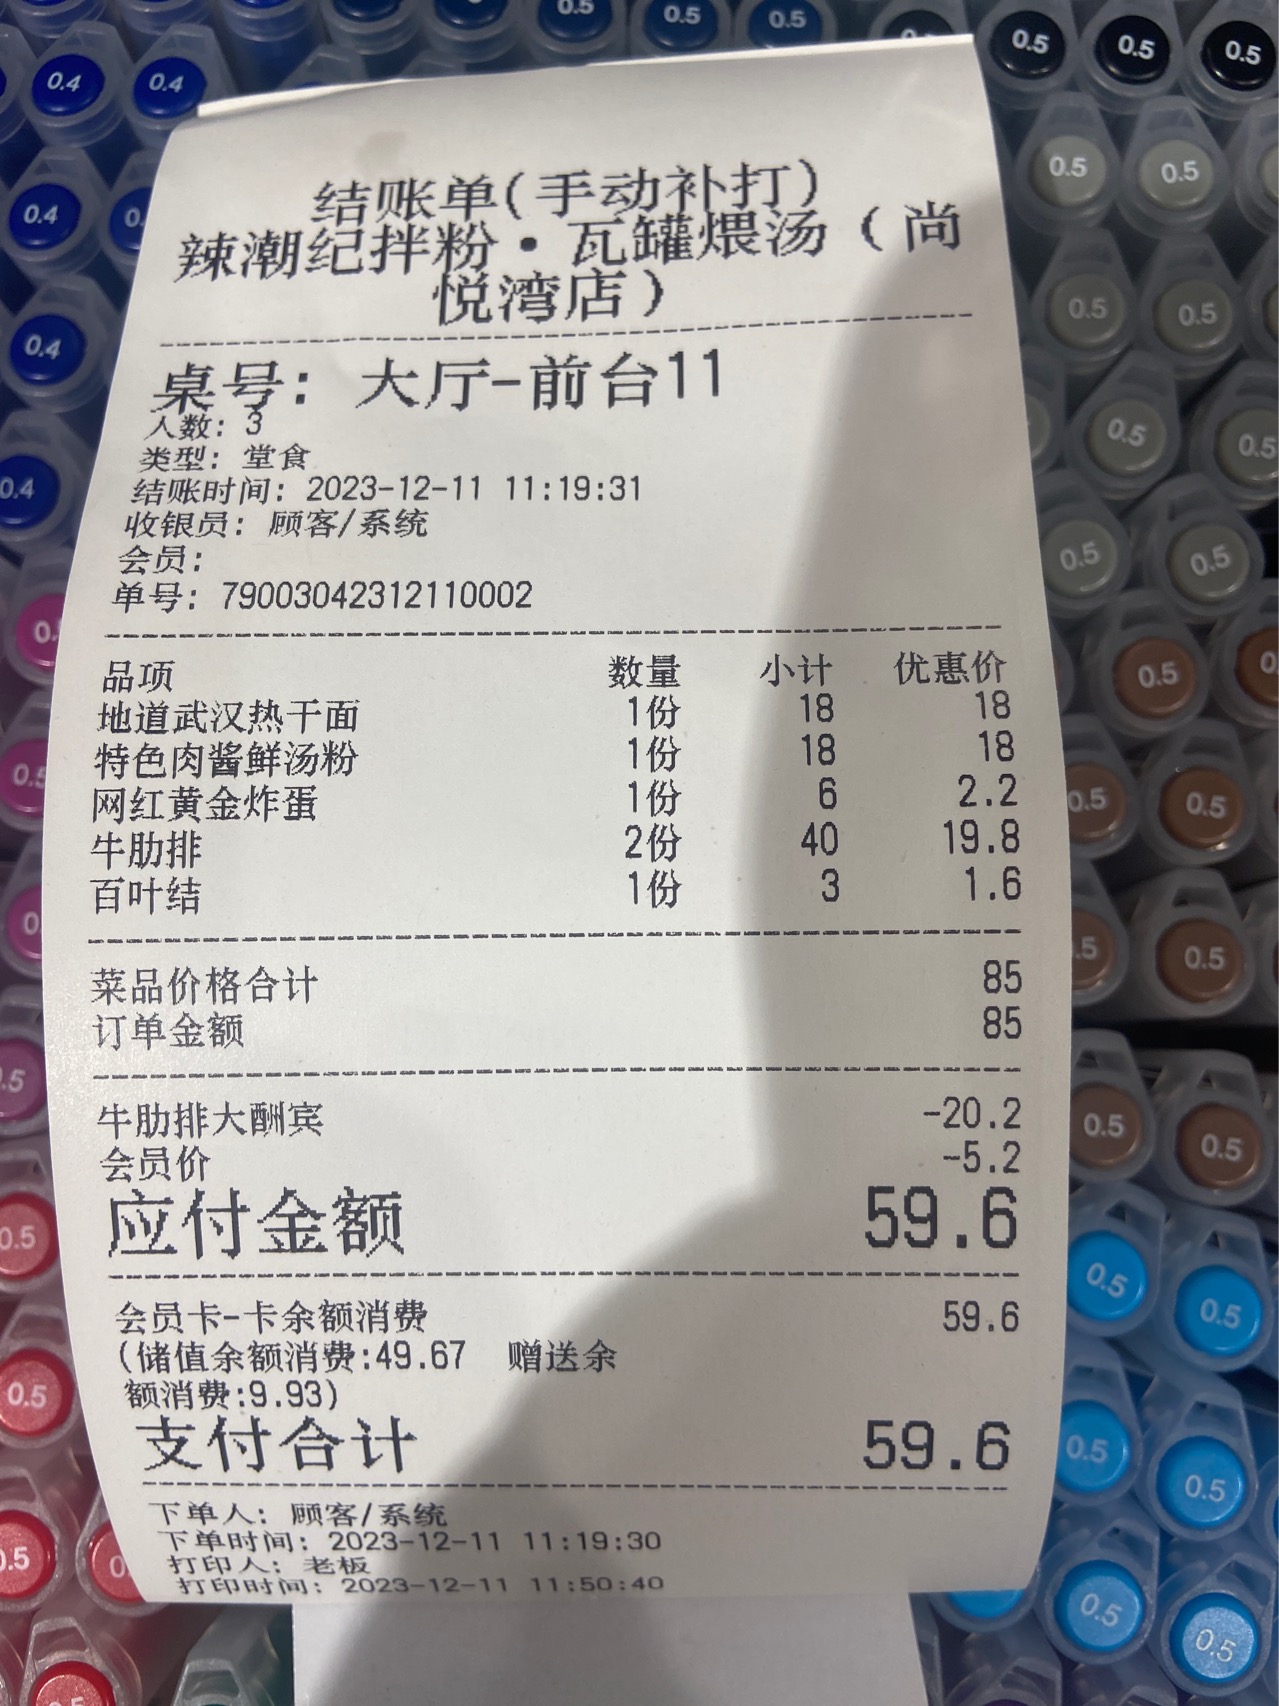 结账单(手动补打)
辣潮纪拌粉·瓦罐煨汤（尚
悦湾店）
桌号: 大厅-前台11
人数: 3
类型: 堂食
结账时间: 2023-12-11 11:19:31
收银员: 顾客/系统
会员:
单号: 79003042312110002
品项 数量 小计 优惠价
地道武汉热干面 1份 18 18
特色肉酱鲜汤粉 1份 18 18
网红黄金炸蛋 1份 6 2.2
牛肋排 2份 40 19.8
百叶结 1份 3 1.6
菜品价格合计 85
订单金额 85
牛肋排大酬宾 -20.2
会员价 -5.2
应付金额 59.6
会员卡-卡余额消费 59.6
(储值余额消费:49.67 赠送余
额消费:9.93)
支付合计 59.6
下单人: 顾客/系统
下单时间: 2023-12-11 11:19:30
打印人: 老板
打印时间: 2023-12-11 11:50:40